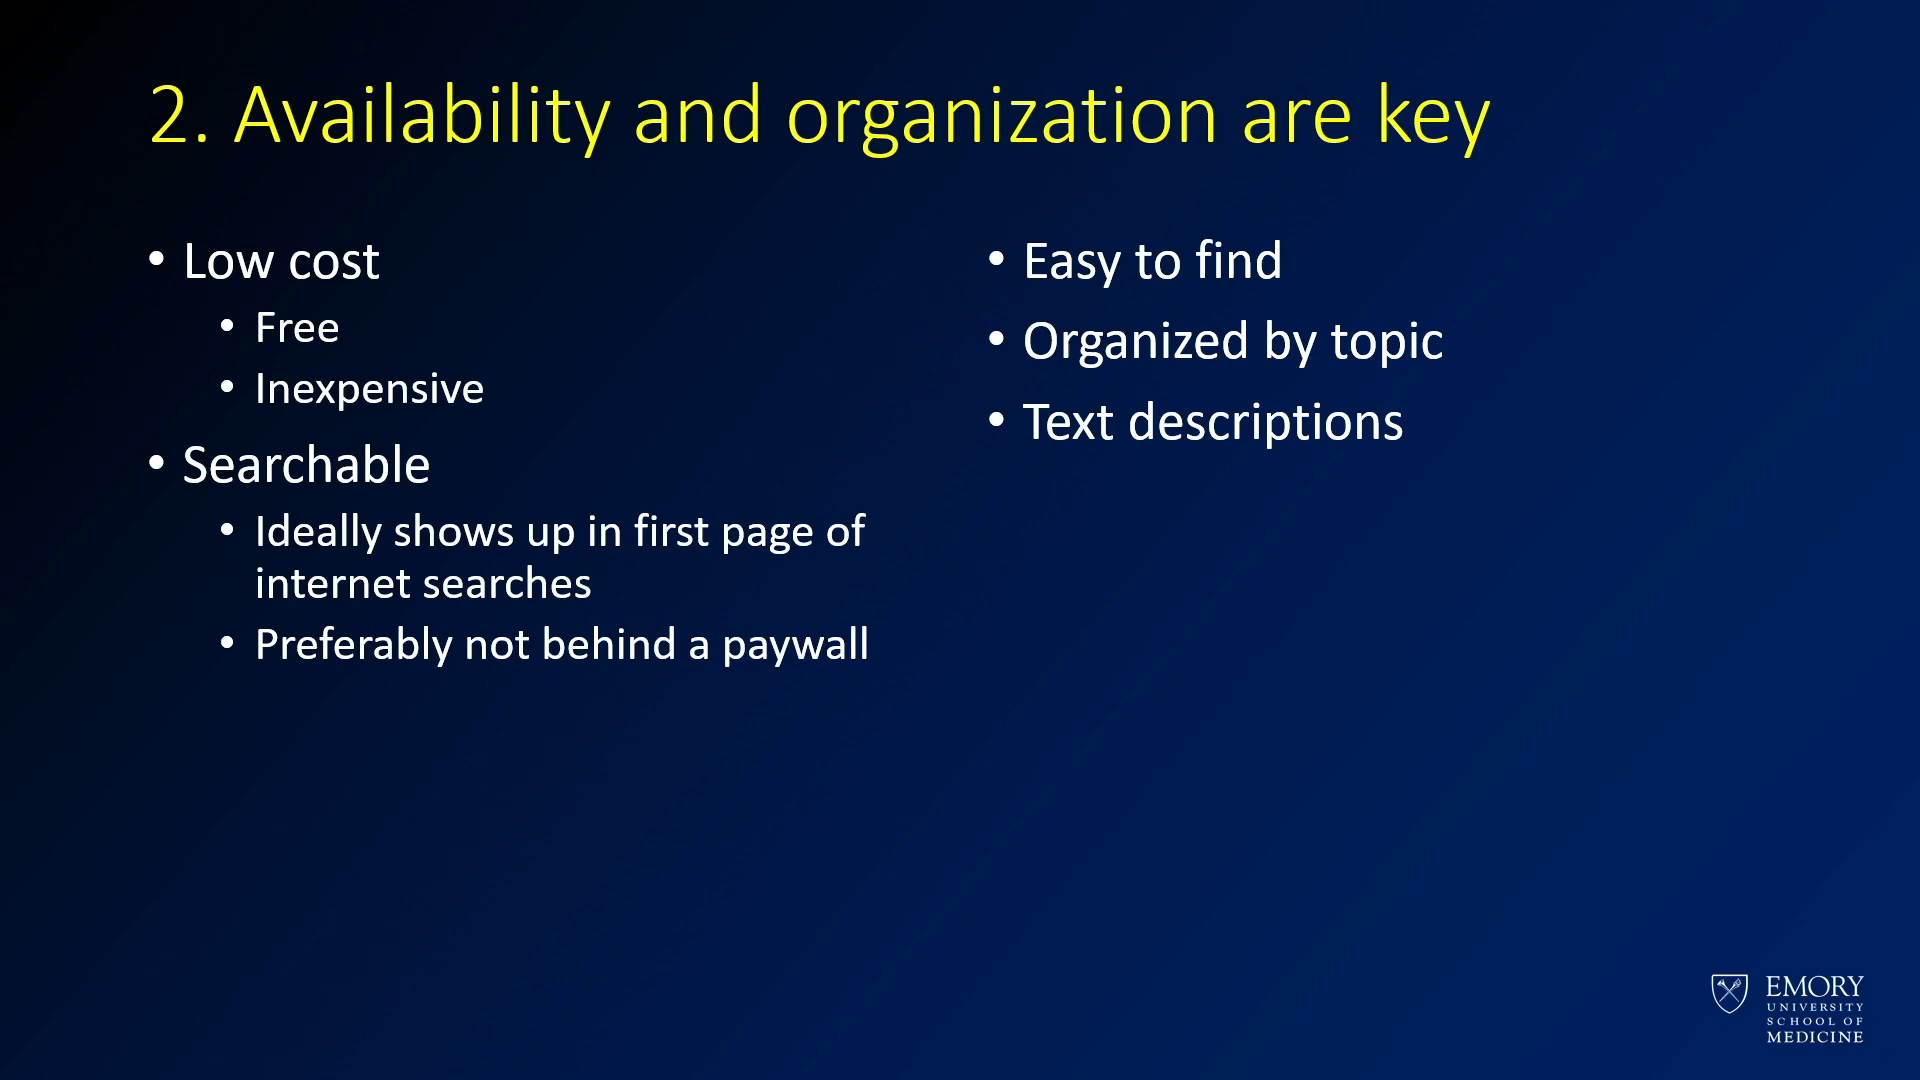 2. Availability and organization are key
• Low cost
• Free
• Inexpensive
• Searchable
• Ideally shows up in first page of
internet searches
• Preferably not behind a paywall
• Easy to find
• Organized by topic
• Text descriptions
EMORY
UNIVERSITY
SCHOOL OF
MEDICINE